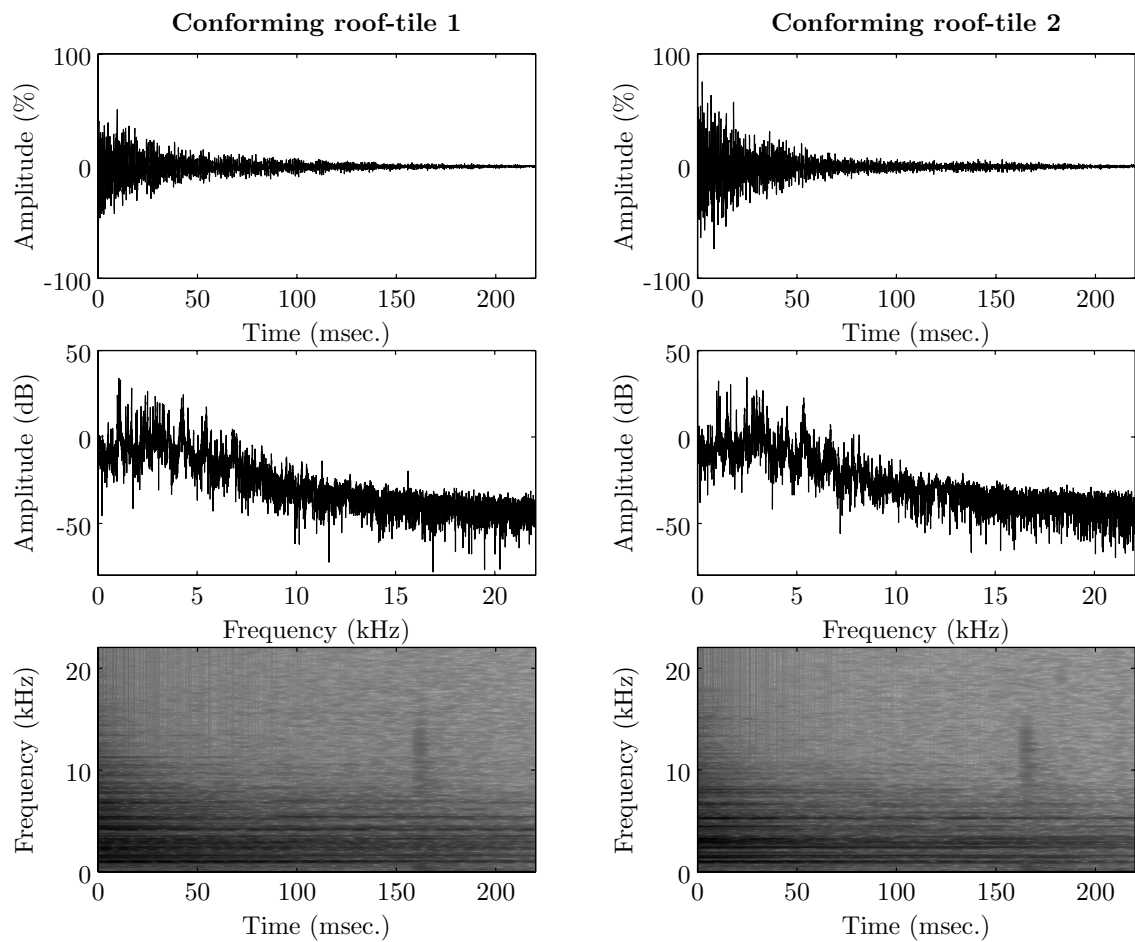 Conforming roof-tile 1
100
0
-100
Amplitude (%)
0 50 100 150 200
Time (msec.)
50
0
-50
Amplitude (dB)
0 5 10 15 20
Frequency (kHz)
20
10
0
Frequency (kHz)
0 50 100 150 200
Time (msec.)
Conforming roof-tile 2
100
0
-100
Amplitude (%)
0 50 100 150 200
Time (msec.)
50
0
-50
Amplitude (dB)
0 5 10 15 20
Frequency (kHz)
20
10
0
Frequency (kHz)
0 50 100 150 200
Time (msec.)